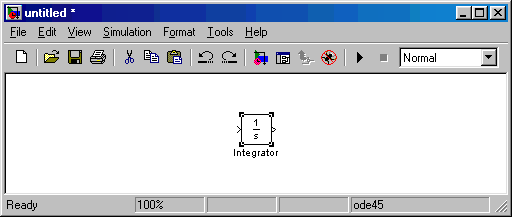 untitled *
File Edit View Simulation Format Tools Help
Normal
1
s
Integrator
Ready 100% ode45